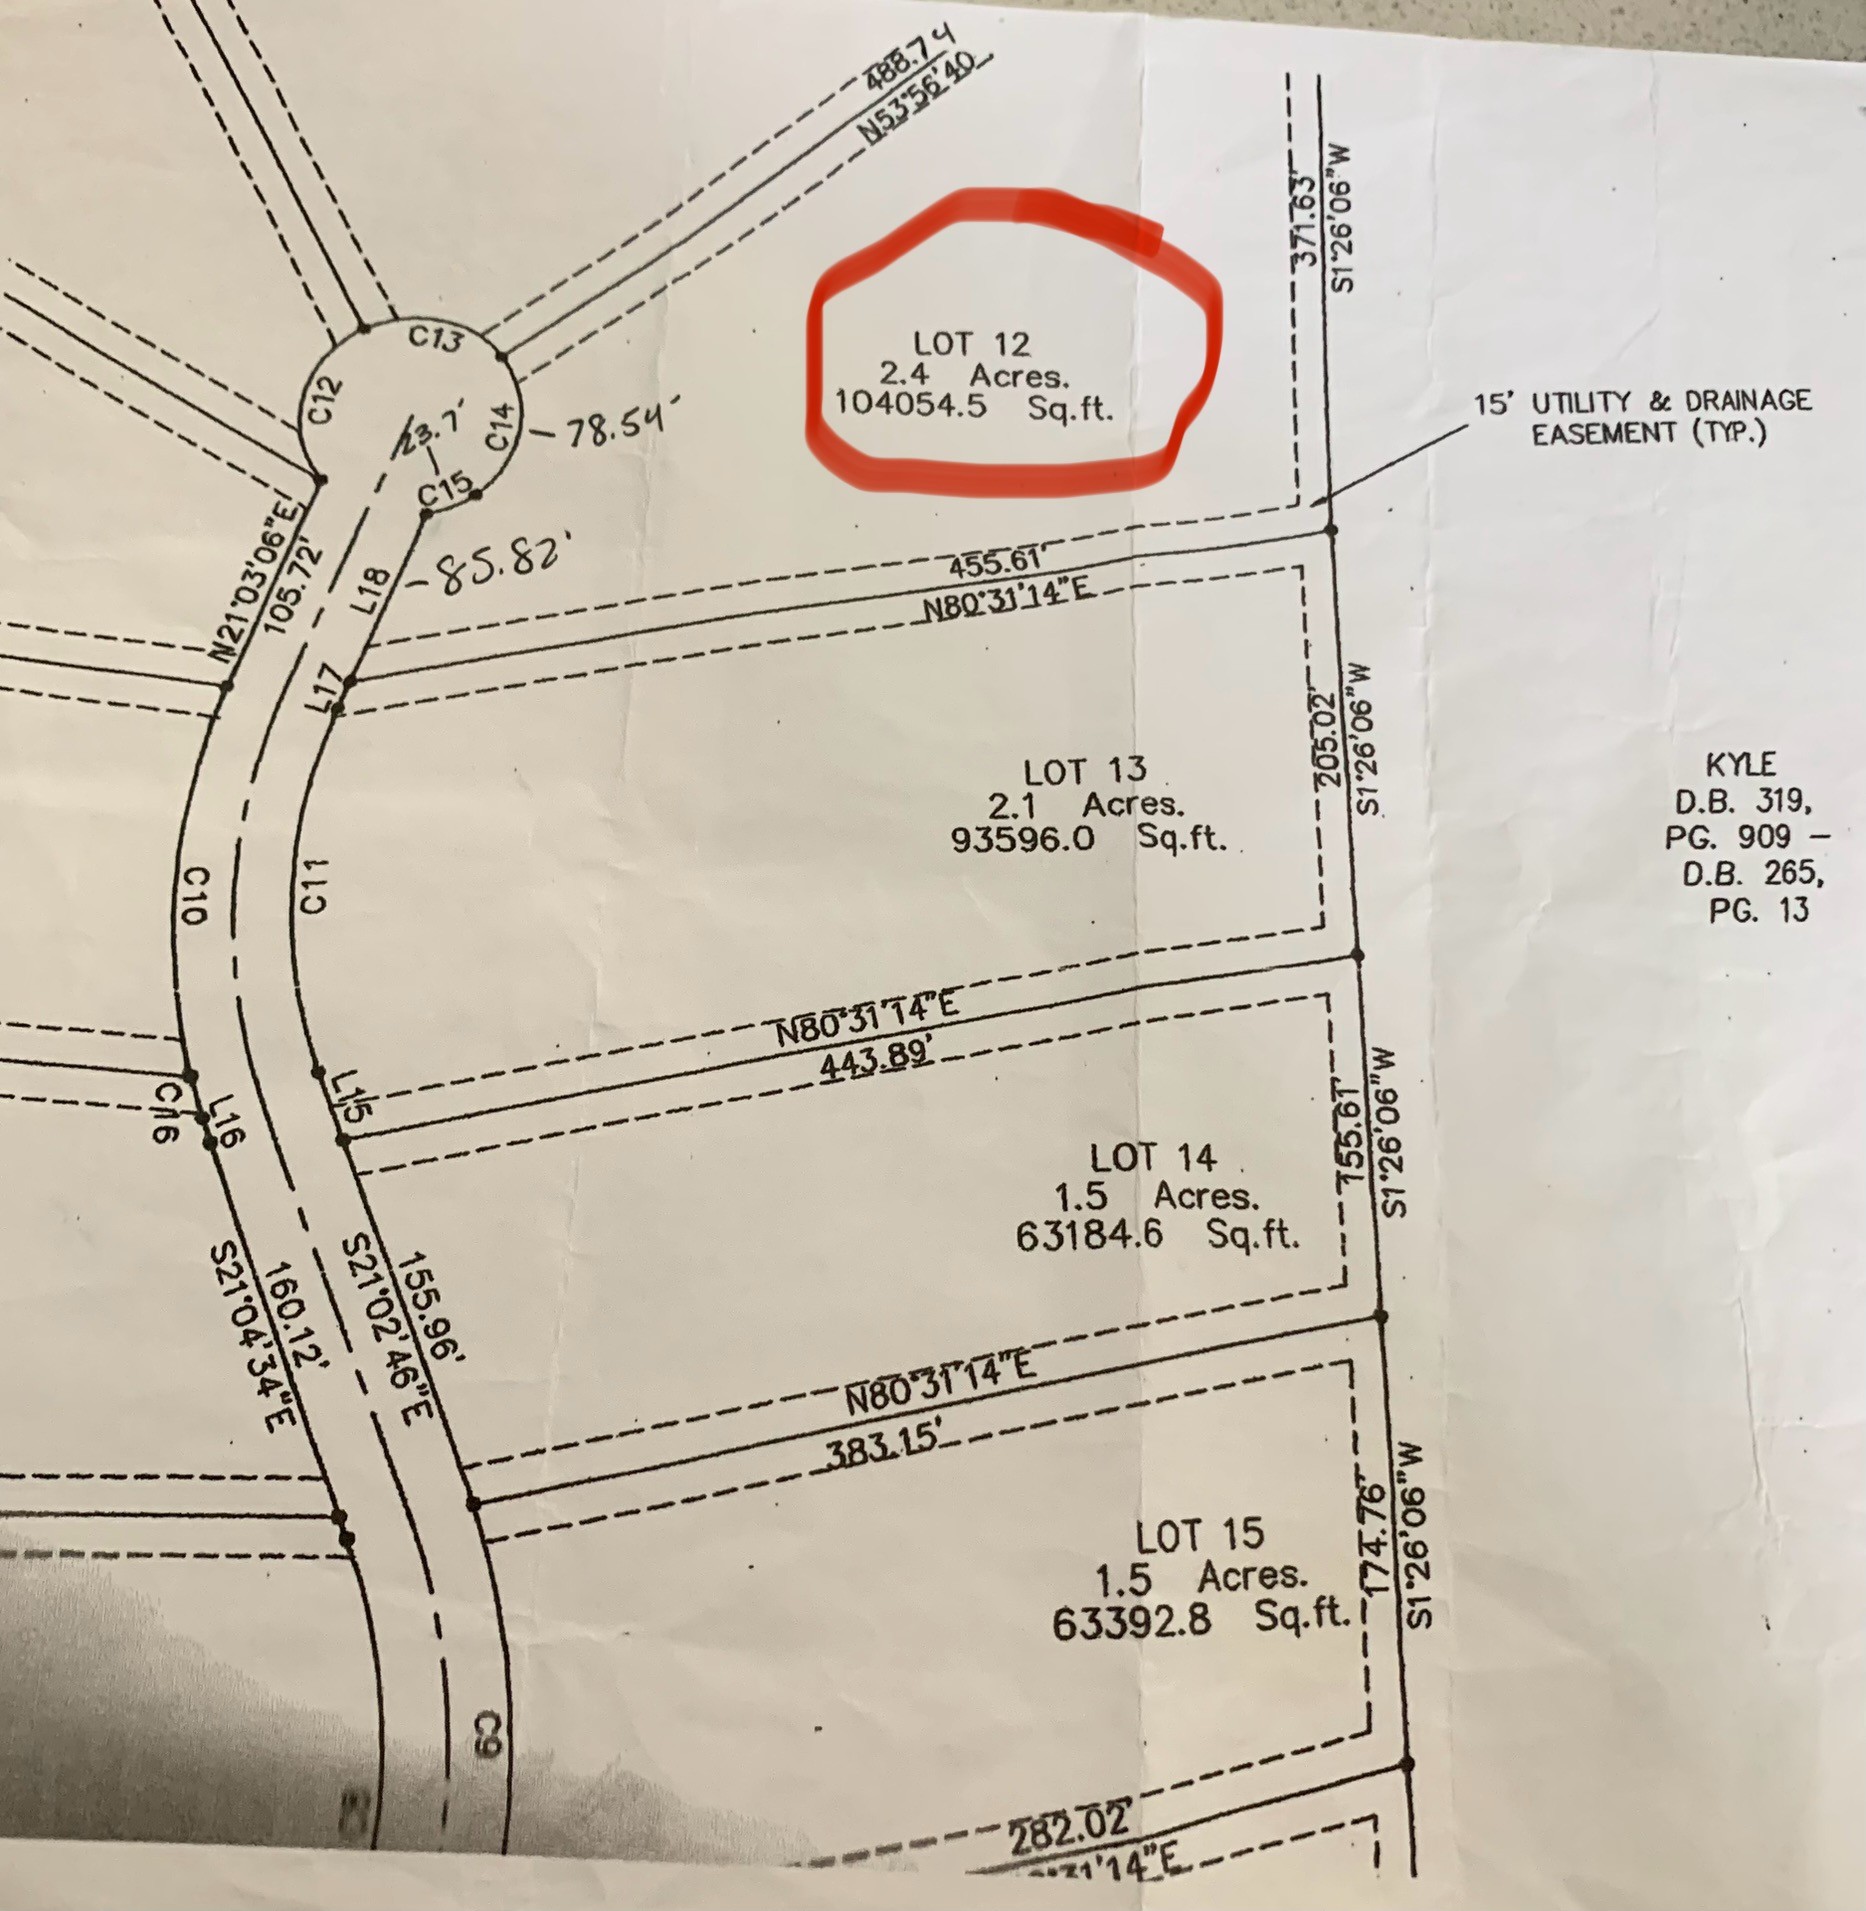 488.74
N53°56'40
371.63'
S1°26'06"W
C13
LOT 12
2.4 Acres.
104054.5 Sq.ft.
C12
23.7'
C14
- 78.54'
15' UTILITY & DRAINAGE
EASEMENT (TYP.)
C15
N21°03'06"E
105.72'
L18
- 85.82'
455.61'
N80°31'14"E
L17
205.02'
S1°26'06"W
LOT 13
2.1 Acres.
93596.0 Sq.ft.
KYLE
D.B. 319,
PG. 909 –
D.B. 265,
PG. 13
C10
C11
N80°31'14"E
443.89'
L15
C16
L16
155.61'
S1°26'06"W
LOT 14
1.5 Acres.
63184.6 Sq.ft.
155.96'
S21°02'46"E
160.12'
S21°04'34"E
N80°31'14"E
383.15'
174.76'
S1°26'06"W
LOT 15
1.5 Acres.
63392.8 Sq.ft.
C9
282.02'
31'14"E